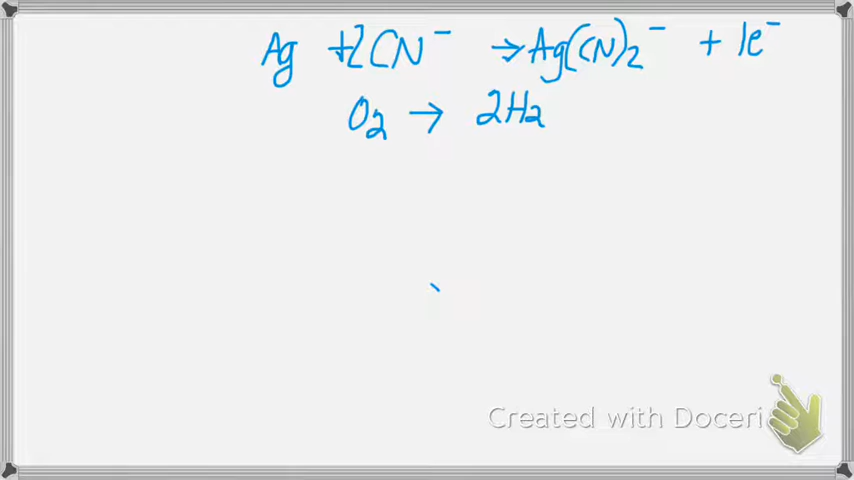 Ag + 2CN⁻ → Ag(CN)₂⁻ + 1e⁻
O₂ → 2H₂
Created with Doceri